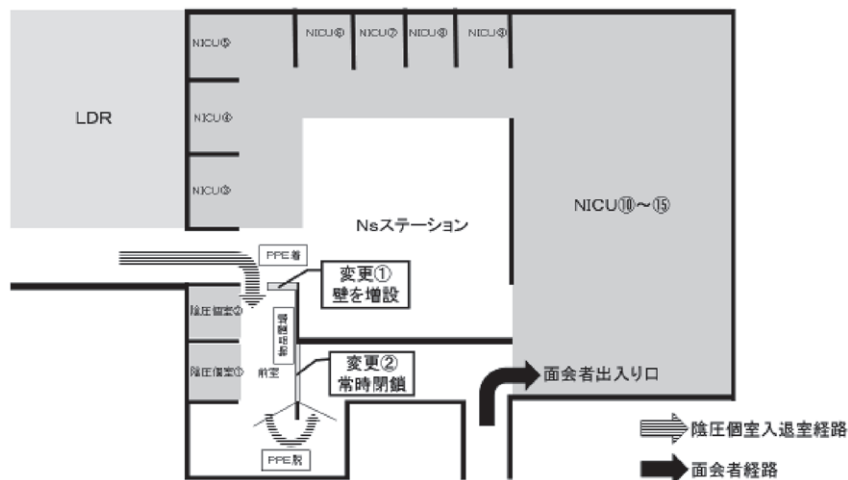 NICU⑤
NICU⑥
NICU⑦
NICU⑧
NICU⑨
LDR
NICU④
NICU③
NICU⑩～⑮
Nsステーション
PPE着
変更①
壁を増設
陰圧個室②
陰圧個室①
前室
変更②
常時閉鎖
面会者出入り口
PPE脱
陰圧個室入退室経路
面会者経路